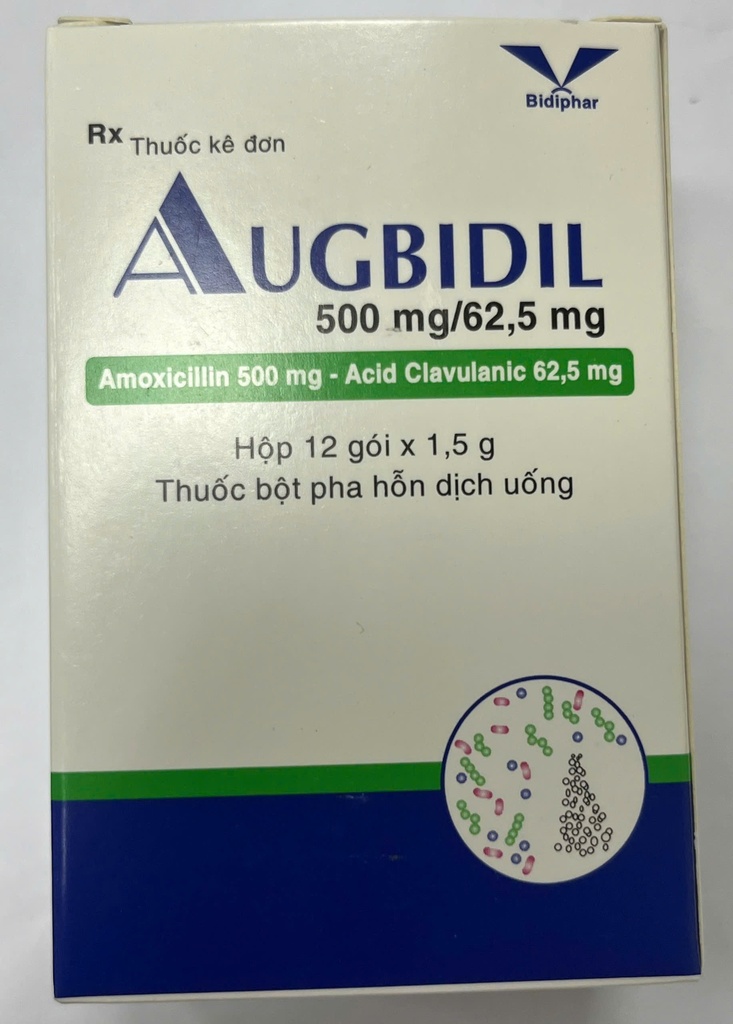 Bidiphar
Rx Thuốc kê đơn
AUGBIDIL
500 mg/62,5 mg
Amoxicillin 500 mg - Acid Clavulanic 62,5 mg
Hộp 12 gói x 1,5 g
Thuốc bột pha hỗn dịch uống